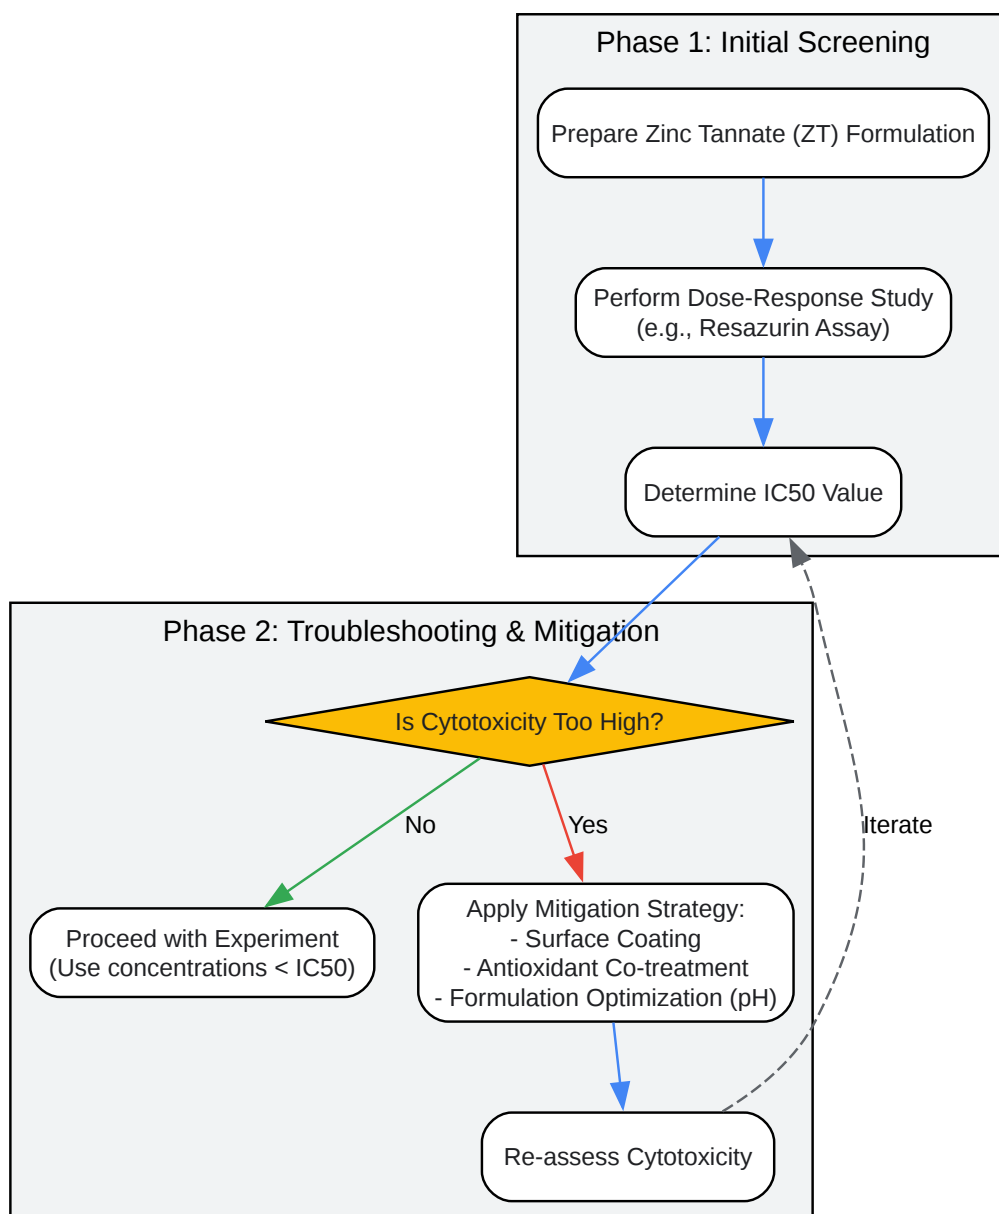 Phase 1: Initial Screening
Prepare Zinc Tannate (ZT) Formulation
Perform Dose-Response Study
(e.g., Resazurin Assay)
Determine IC50 Value
Phase 2: Troubleshooting & Mitigation
Is Cytotoxicity Too High?
No
Yes
Iterate
Proceed with Experiment
(Use concentrations < IC50)
Apply Mitigation Strategy:
- Surface Coating
- Antioxidant Co-treatment
- Formulation Optimization (pH)
Re-assess Cytotoxicity